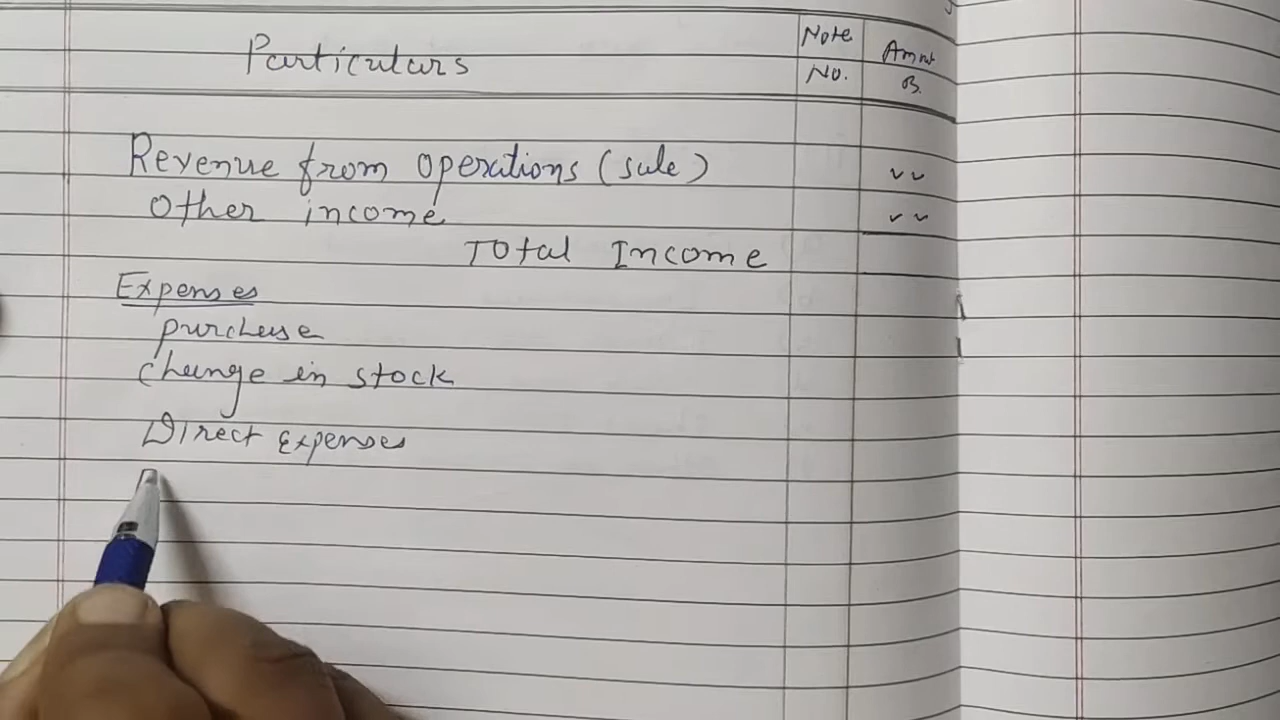 Particulars
Note No.
Amnt
Rs.
Revenue from operations (sale)
Other income
Total Income
Expenses
purchase
change in stock
Direct Expenses